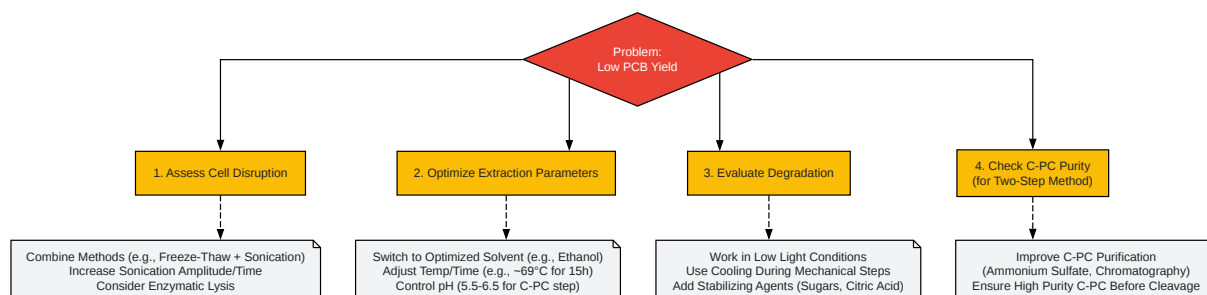 Problem:
Low PCB Yield
1. Assess Cell Disruption
2. Optimize Extraction Parameters
3. Evaluate Degradation
4. Check C-PC Purity
(for Two-Step Method)
Combine Methods (e.g., Freeze-Thaw + Sonication)
Increase Sonication Amplitude/Time
Consider Enzymatic Lysis
Switch to Optimized Solvent (e.g., Ethanol)
Adjust Temp/Time (e.g., ~69°C for 15h)
Control pH (5.5-6.5 for C-PC step)
Work in Low Light Conditions
Use Cooling During Mechanical Steps
Add Stabilizing Agents (Sugars, Citric Acid)
Improve C-PC Purification
(Ammonium Sulfate, Chromatography)
Ensure High Purity C-PC Before Cleavage